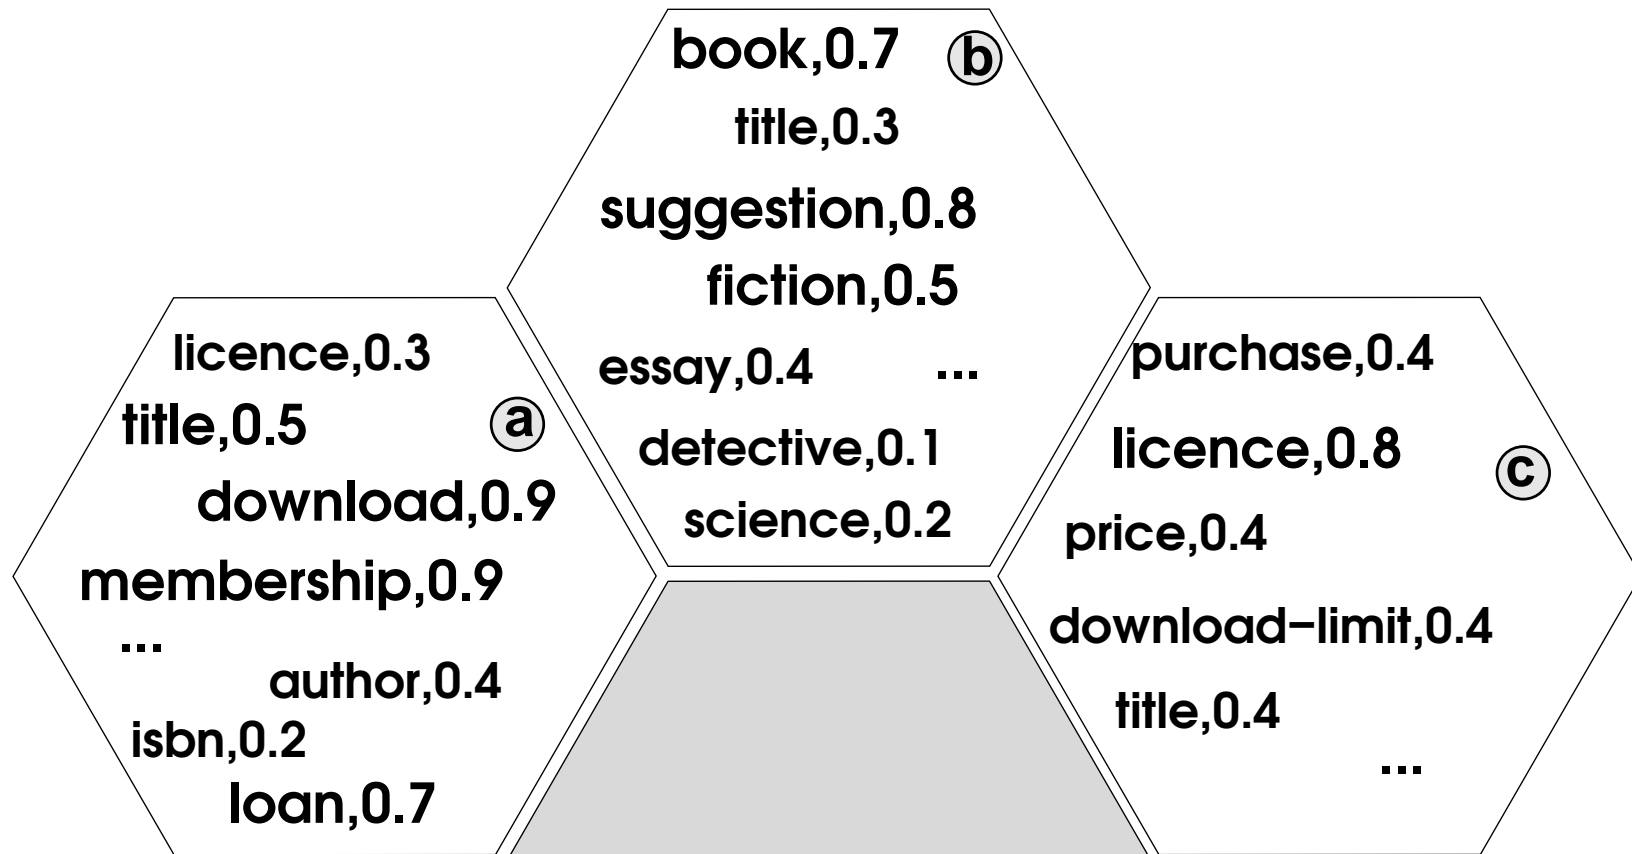 licence,0.3
title,0.5
a
download,0.9
membership,0.9
...
author,0.4
isbn,0.2
loan,0.7
book,0.7
b
title,0.3
suggestion,0.8
fiction,0.5
essay,0.4
...
detective,0.1
science,0.2
purchase,0.4
licence,0.8
c
price,0.4
download-limit,0.4
title,0.4
...